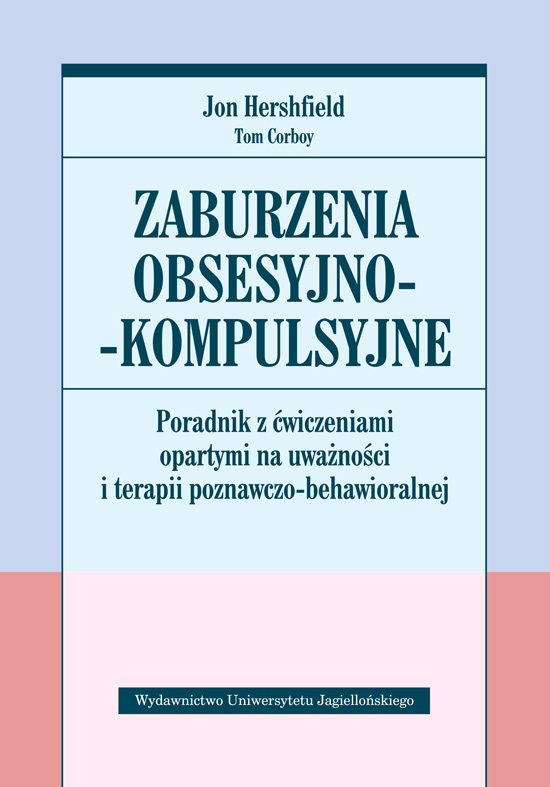 Jon Hershfield
Tom Corboy
ZABURZENIA
OBSESYJNO-
-KOMPULSYJNE
Poradnik z ćwiczeniami
opartymi na uważności
i terapii poznawczo-behawioralnej
Wydawnictwo Uniwersytetu Jagiellońskiego